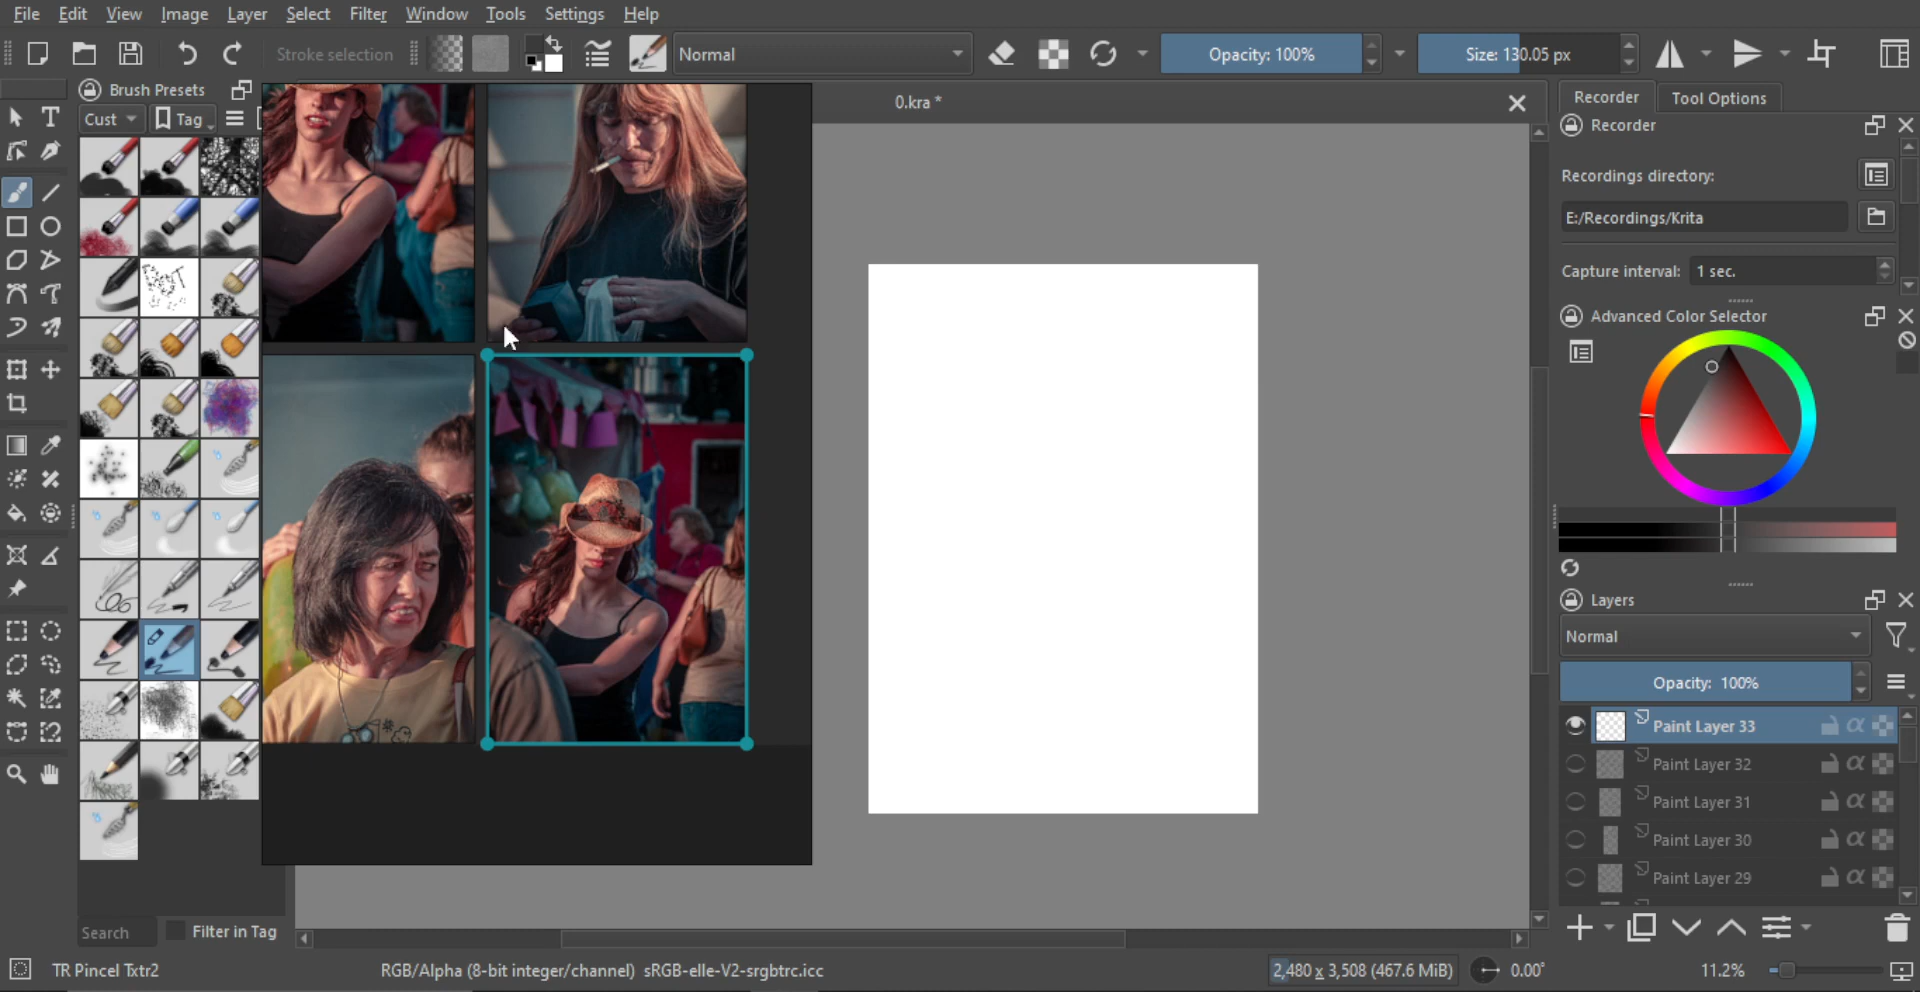 File Edit View Image Layer Select Filter Window Tools Settings Help
Stroke selection Normal Opacity: 100% Size: 130.05 px
Brush Presets
Cust Tag
0.kra *
Recorder Tool Options
Recorder
Recordings directory:
E:/Recordings/Krita
Capture interval: 1 sec.
Advanced Color Selector
Layers
Normal
Opacity: 100%
Paint Layer 33
Paint Layer 32
Paint Layer 31
Paint Layer 30
Paint Layer 29
Search Filter in Tag
TR Pincel Txtr2 RGB/Alpha (8-bit integer/channel) sRGB-elle-V2-srgbtrc.icc 2,480 x 3,508 (467.6 MiB) 0.00° 11.2%